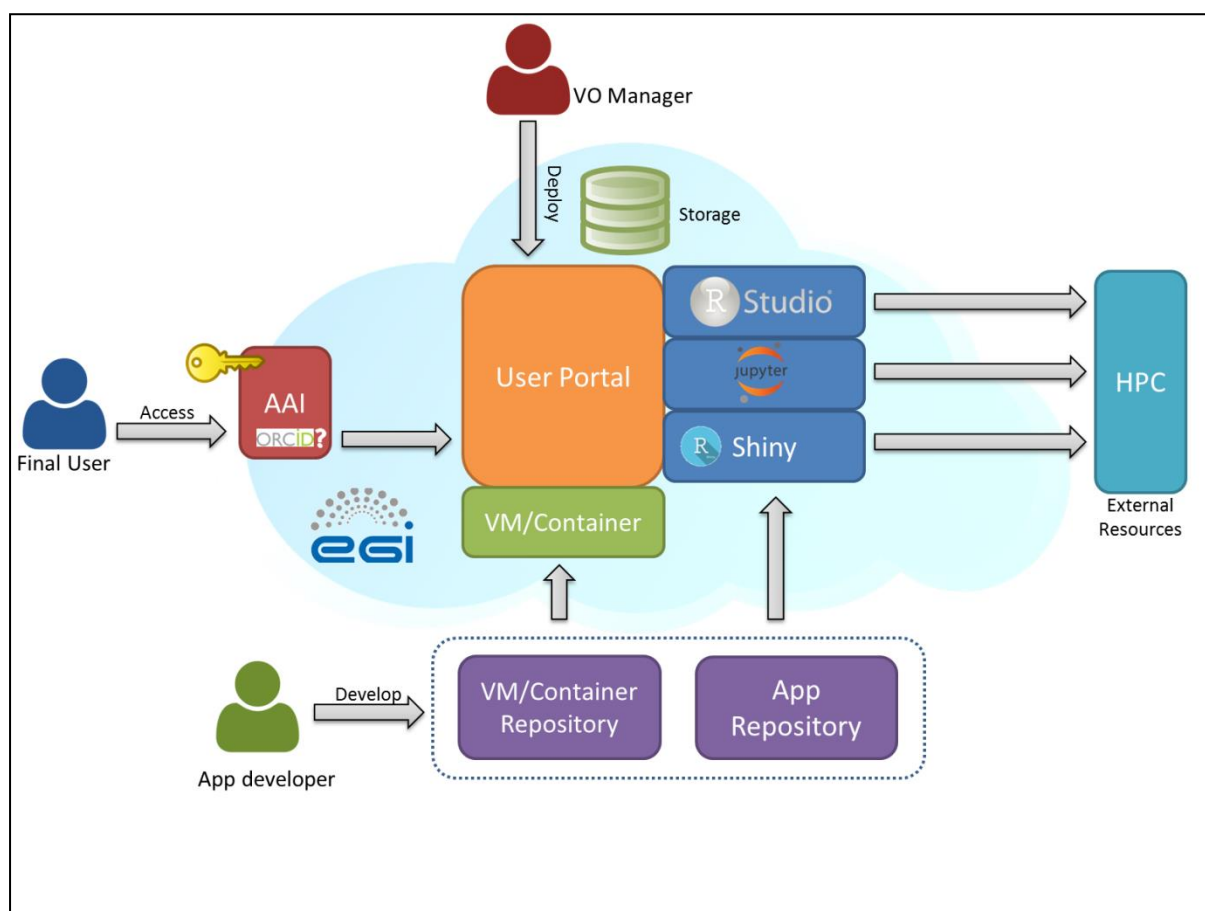 VO Manager
Deploy
Storage
R Studio
User Portal
jupyter
HPC
AAI
ORCID?
Access
Final User
R
Shiny
External
Resources
VM/Container
egi
Develop
VM/Container
Repository
App
Repository
App developer